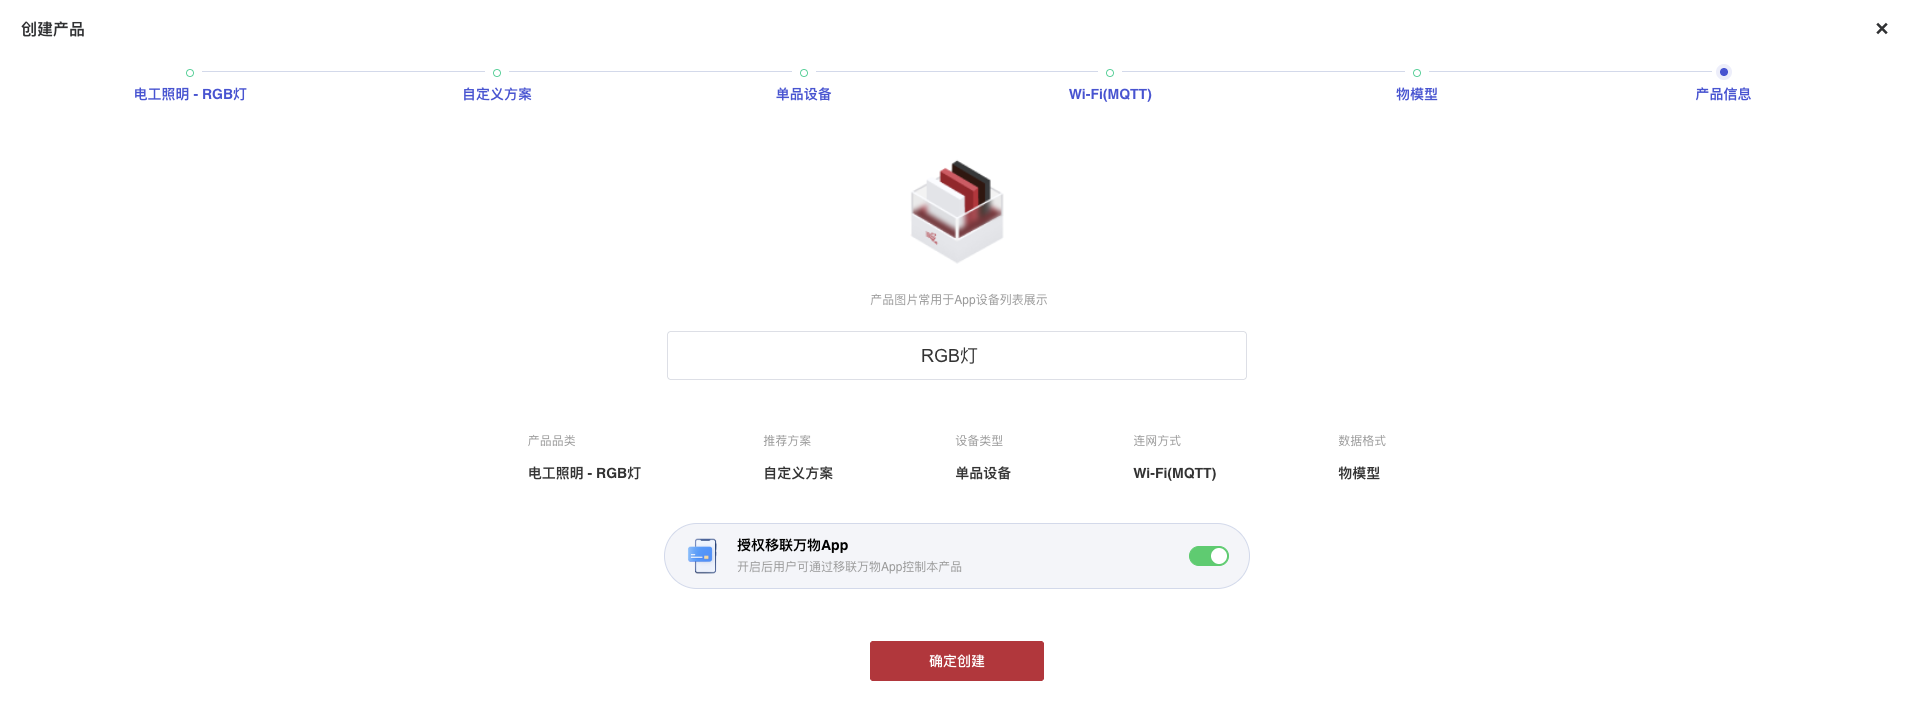 创建产品
电工照明 - RGB灯
自定义方案
单品设备
Wi-Fi(MQTT)
物模型
产品信息
产品图片常用于App设备列表展示
RGB灯
产品品类
推荐方案
设备类型
连网方式
数据格式
电工照明 - RGB灯
自定义方案
单品设备
Wi-Fi(MQTT)
物模型
授权移联万物App
开启后用户可通过移联万物App控制本产品
确定创建